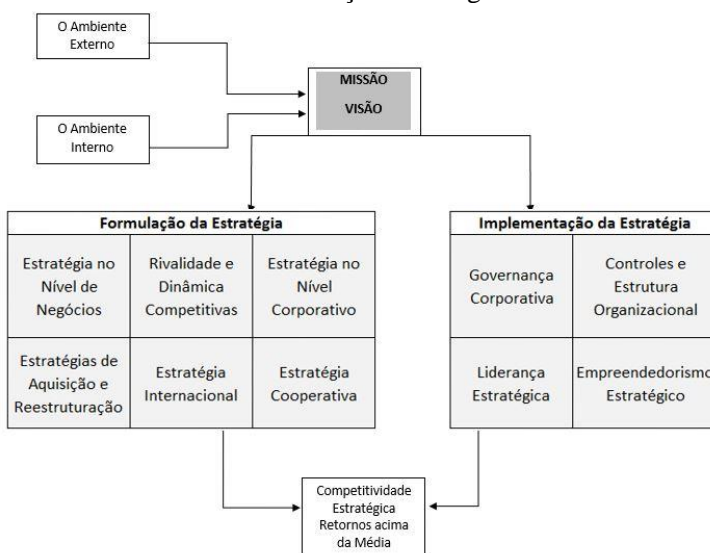 O Ambiente
Externo
MISSÃO
VISÃO
O Ambiente
Interno
Formulação da Estratégia
Estratégia no
Nível de
Negócios
Rivalidade e
Dinâmica
Competitivas
Estratégia no
Nível
Corporativo
Estratégias de
Aquisição e
Reestruturação
Estratégia
Internacional
Estratégia
Cooperativa
Implementação da Estratégia
Governança
Corporativa
Controles e
Estrutura
Organizacional
Liderança
Estratégica
Empreendedorismo
Estratégico
Competitividade
Estratégica
Retornos acima
da Média